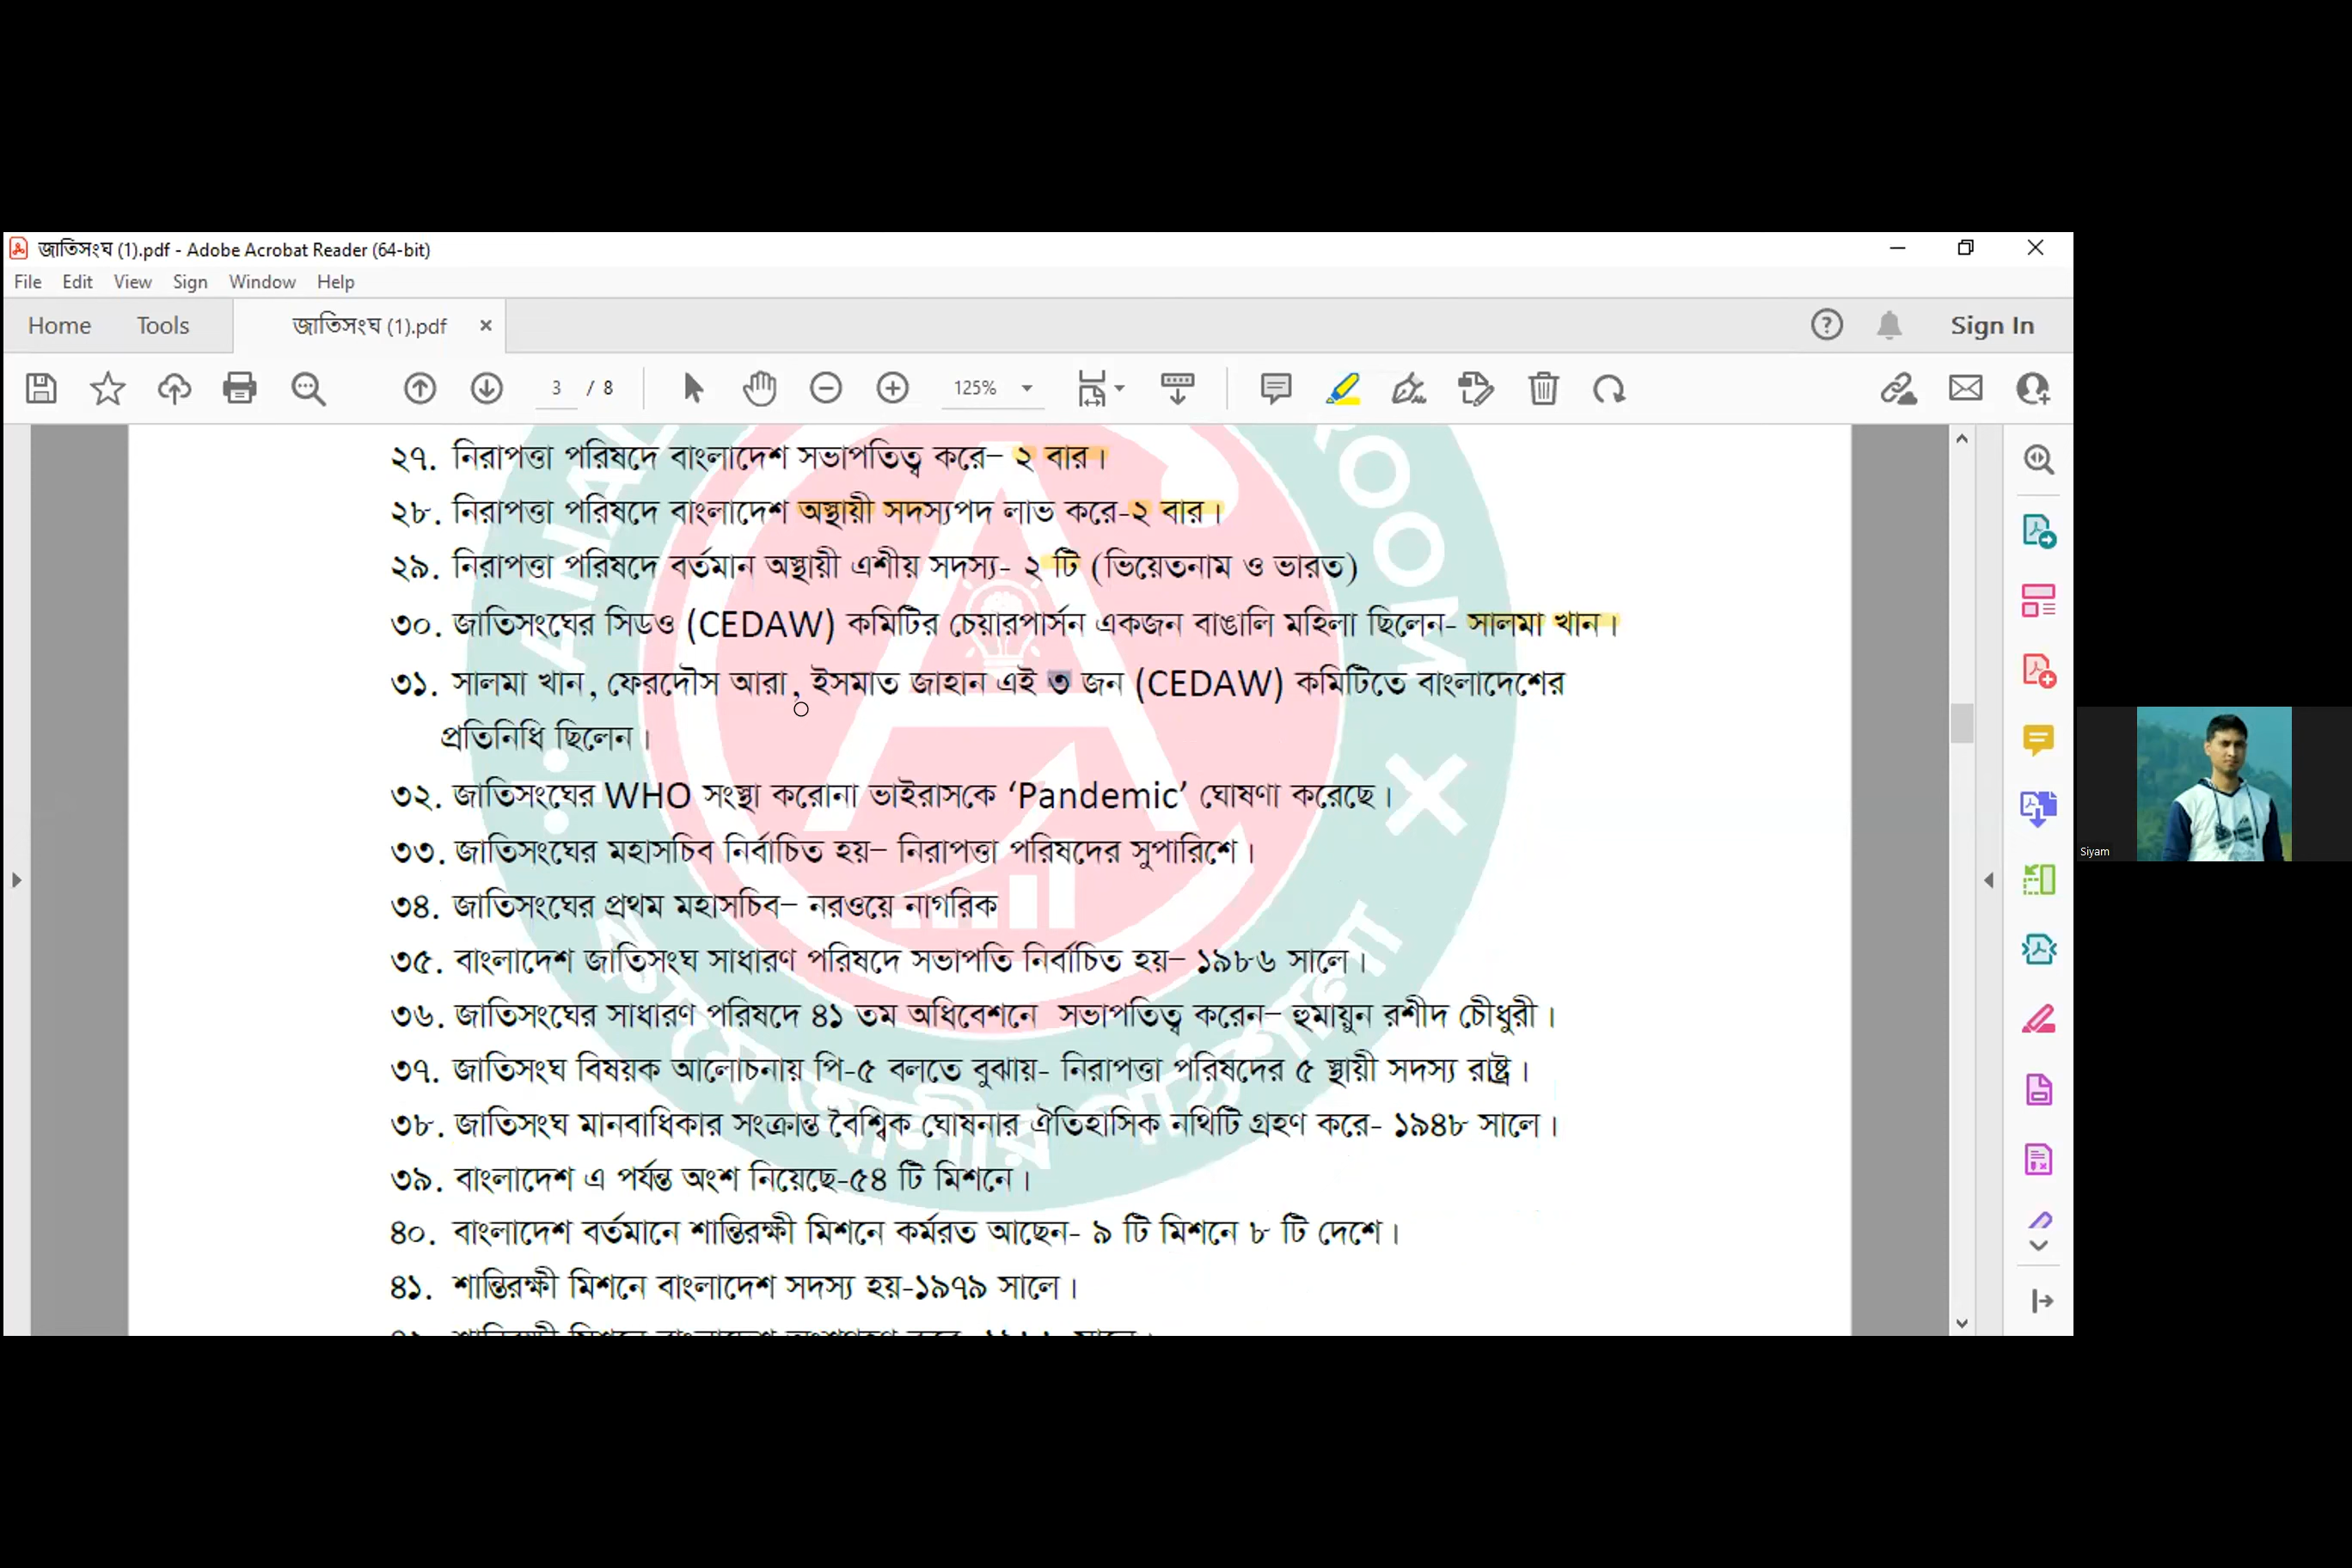 জাতিসংঘ (1).pdf - Adobe Acrobat Reader (64-bit)
File Edit View Sign Window Help
Home Tools জাতিসংঘ (1).pdf × Sign In
3 / 8 125%
ANAL ROOM
২৭. নিরাপত্তা পরিষদে বাংলাদেশ সভাপতিত্ব করে– ২ বার।
২৮. নিরাপত্তা পরিষদে বাংলাদেশ অস্থায়ী সদস্যপদ লাভ করে-২ বার।
২৯. নিরাপত্তা পরিষদে বর্তমান অস্থায়ী এশীয় সদস্য- ২ টি (ভিয়েতনাম ও ভারত)
৩০. জাতিসংঘের সিডও (CEDAW) কমিটির চেয়ারপার্সন একজন বাঙালি মহিলা ছিলেন- সালমা খান।
৩১. সালমা খান, ফেরদৌস আরা, ইসমাত জাহান এই ৩ জন (CEDAW) কমিটিতে বাংলাদেশের
প্রতিনিধি ছিলেন।
৩২. জাতিসংঘের WHO সংস্থা করোনা ভাইরাসকে ‘Pandemic’ ঘোষণা করেছে।
৩৩. জাতিসংঘের মহাসচিব নির্বাচিত হয়– নিরাপত্তা পরিষদের সুপারিশে।
৩৪. জাতিসংঘের প্রথম মহাসচিব– নরওয়ে নাগরিক
৩৫. বাংলাদেশ জাতিসংঘ সাধারণ পরিষদে সভাপতি নির্বাচিত হয়– ১৯৮৬ সালে।
৩৬. জাতিসংঘের সাধারণ পরিষদে ৪১ তম অধিবেশনে সভাপতিত্ব করেন– হুমায়ুন রশীদ চৌধুরী।
৩৭. জাতিসংঘ বিষয়ক আলোচনায় পি-৫ বলতে বুঝায়- নিরাপত্তা পরিষদের ৫ স্থায়ী সদস্য রাষ্ট্র।
৩৮. জাতিসংঘ মানবাধিকার সংক্রান্ত বৈশ্বিক ঘোষনার ঐতিহাসিক নথিটি গ্রহণ করে- ১৯৪৮ সালে।
৩৯. বাংলাদেশ এ পর্যন্ত অংশ নিয়েছে-৫৪ টি মিশনে।
৪০. বাংলাদেশ বর্তমানে শান্তিরক্ষী মিশনে কর্মরত আছেন- ৯ টি মিশনে ৮ টি দেশে।
৪১. শান্তিরক্ষী মিশনে বাংলাদেশ সদস্য হয়-১৯৭৯ সালে।
Siyam